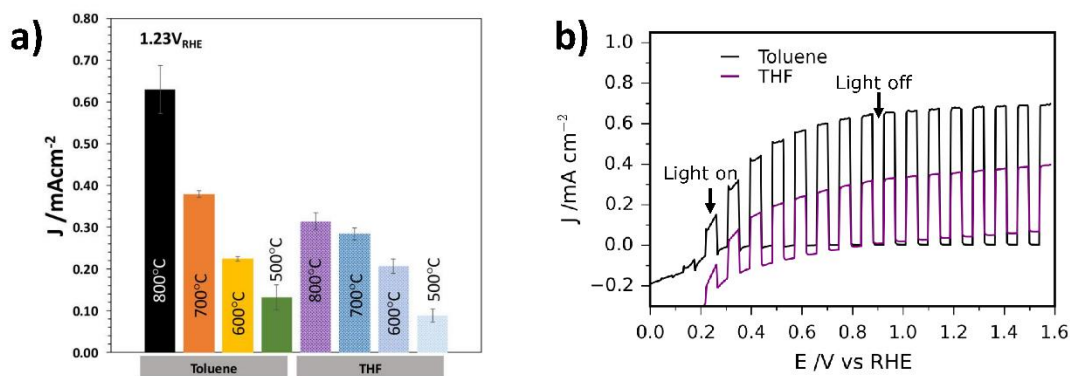 a)
1.23V_RHE
J /mAcm⁻²
0.80
0.70
0.60
0.50
0.40
0.30
0.20
0.10
0.00
800°C
700°C
600°C
500°C
800°C
700°C
600°C
500°C
Toluene
THF
b)
J /mA cm⁻²
1.0
0.8
0.6
0.4
0.2
0.0
−0.2
Toluene
THF
Light off
Light on
0.0 0.2 0.4 0.6 0.8 1.0 1.2 1.4 1.6
E /V vs RHE